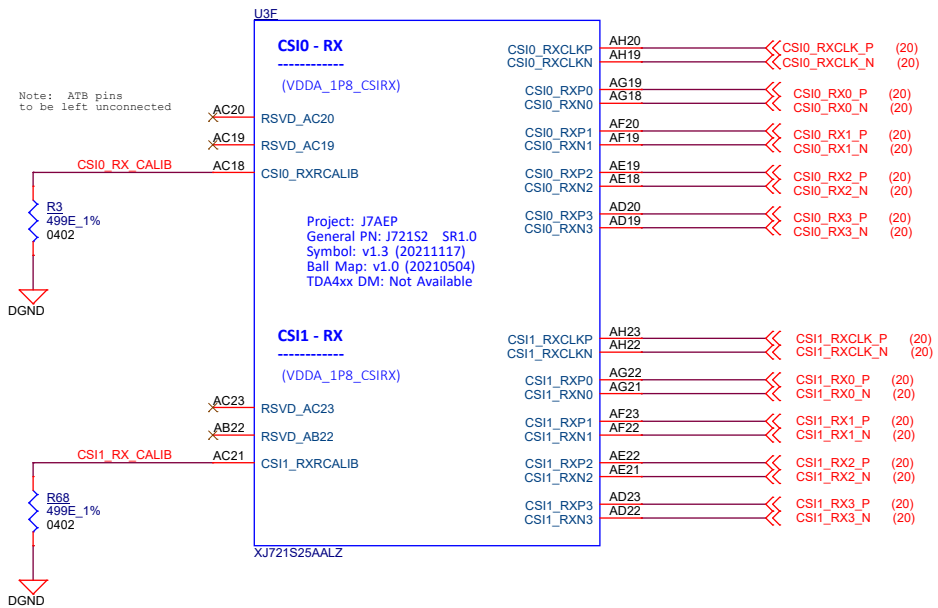 U3F
CSI0 - RX
------------
(VDDA_1P8_CSIRX)
Note:  ATB pins
to be left unconnected
AC20
RSVD_AC20
AC19
RSVD_AC19
CSI0_RX_CALIB
AC18
CSI0_RXRCALIB
R3
499E_1%
0402
DGND
CSI0_RXCLKP AH20 CSI0_RXCLK_P (20)
CSI0_RXCLKN AH19 CSI0_RXCLK_N (20)
CSI0_RXP0 AG19 CSI0_RX0_P (20)
CSI0_RXN0 AG18 CSI0_RX0_N (20)
CSI0_RXP1 AF20 CSI0_RX1_P (20)
CSI0_RXN1 AF19 CSI0_RX1_N (20)
CSI0_RXP2 AE19 CSI0_RX2_P (20)
CSI0_RXN2 AE18 CSI0_RX2_N (20)
CSI0_RXP3 AD20 CSI0_RX3_P (20)
CSI0_RXN3 AD19 CSI0_RX3_N (20)
Project: J7AEP
General PN: J721S2   SR1.0
Symbol: v1.3 (20211117)
Ball Map: v1.0 (20210504)
TDA4xx DM: Not Available
CSI1 - RX
------------
(VDDA_1P8_CSIRX)
AC23
RSVD_AC23
AB22
RSVD_AB22
CSI1_RX_CALIB
AC21
CSI1_RXRCALIB
R68
499E_1%
0402
DGND
CSI1_RXCLKP AH23 CSI1_RXCLK_P (20)
CSI1_RXCLKN AH22 CSI1_RXCLK_N (20)
CSI1_RXP0 AG22 CSI1_RX0_P (20)
CSI1_RXN0 AG21 CSI1_RX0_N (20)
CSI1_RXP1 AF23 CSI1_RX1_P (20)
CSI1_RXN1 AF22 CSI1_RX1_N (20)
CSI1_RXP2 AE22 CSI1_RX2_P (20)
CSI1_RXN2 AE21 CSI1_RX2_N (20)
CSI1_RXP3 AD23 CSI1_RX3_P (20)
CSI1_RXN3 AD22 CSI1_RX3_N (20)
XJ721S25AALZ